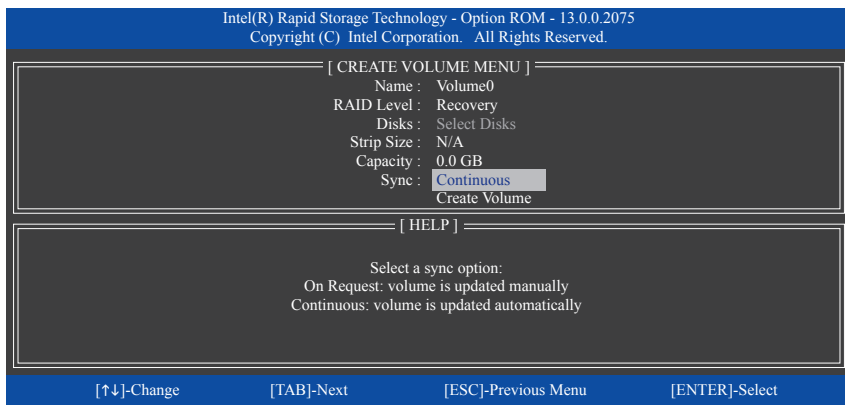 Intel(R) Rapid Storage Technology - Option ROM - 13.0.0.2075
Copyright (C) Intel Corporation. All Rights Reserved.
[ CREATE VOLUME MENU ]
Name : Volume0
RAID Level : Recovery
Disks : Select Disks
Strip Size : N/A
Capacity : 0.0 GB
Sync : Continuous
Create Volume
[ HELP ]
Select a sync option:
On Request: volume is updated manually
Continuous: volume is updated automatically
[↑↓]-Change [TAB]-Next [ESC]-Previous Menu [ENTER]-Select